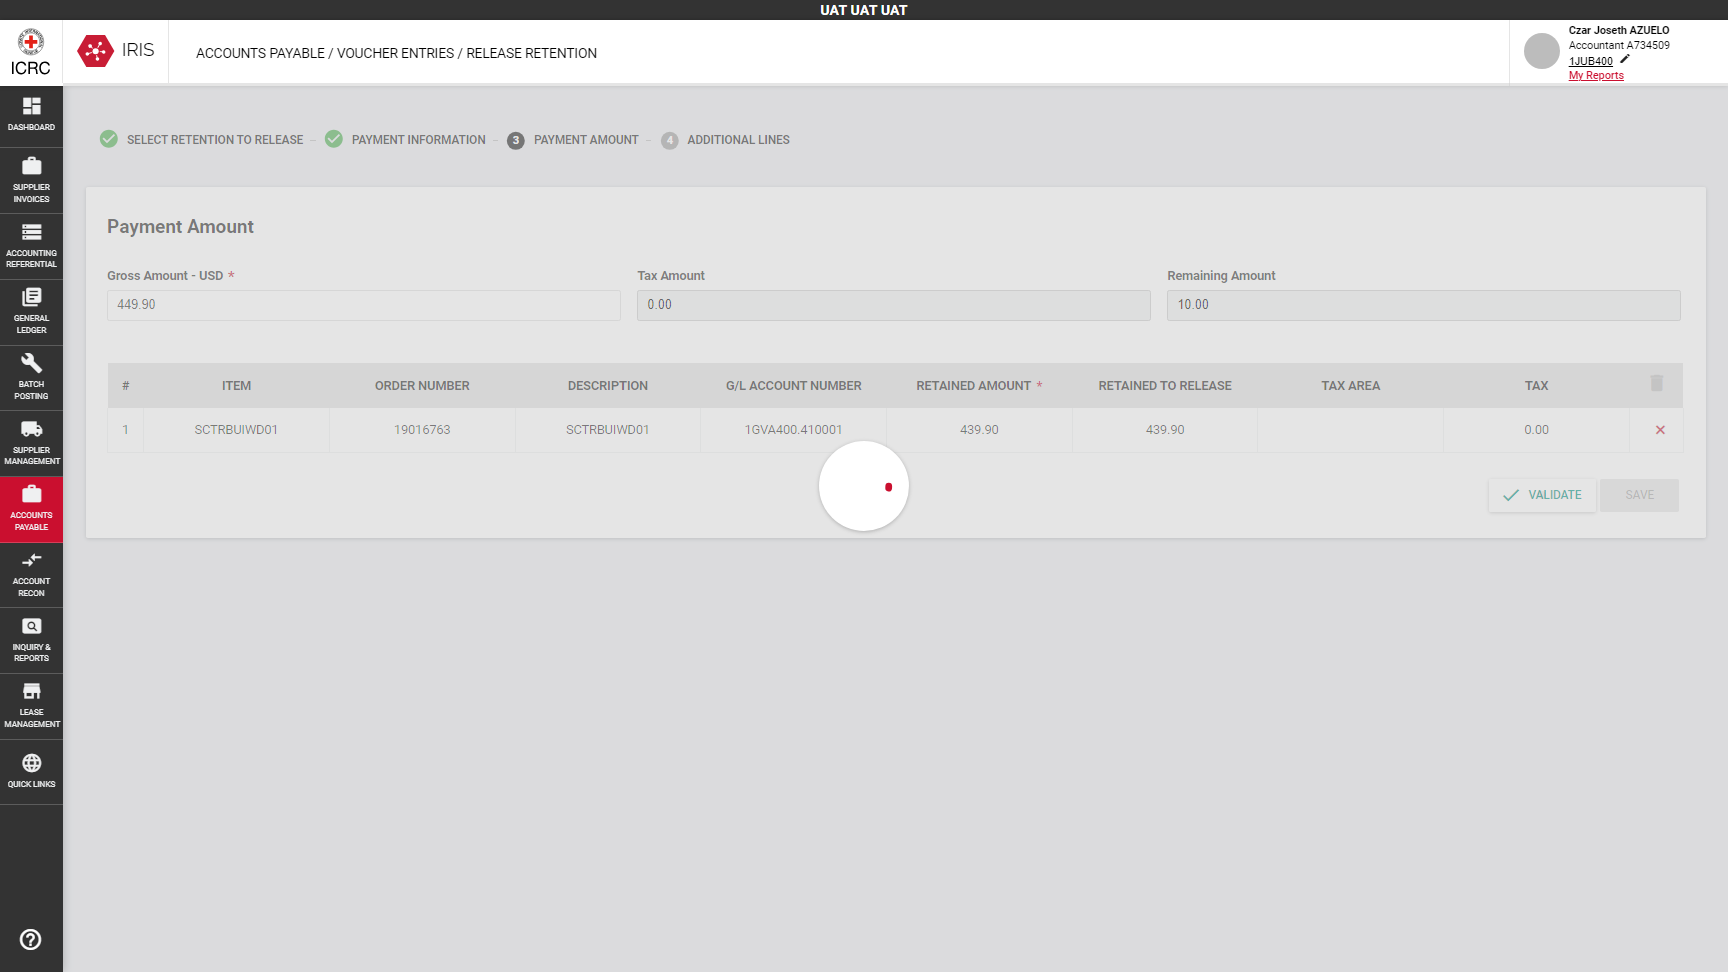 UAT UAT UAT
ICRC
IRIS
ACCOUNTS PAYABLE / VOUCHER ENTRIES / RELEASE RETENTION
Czar Joseth AZUELO
Accountant A734509
1JUB400
My Reports
DASHBOARD
SUPPLIER
INVOICES
ACCOUNTING
REFERENTIAL
GENERAL
LEDGER
BATCH
POSTING
SUPPLIER
MANAGEMENT
ACCOUNTS
PAYABLE
ACCOUNT
RECON
INQUIRY &
REPORTS
LEASE
MANAGEMENT
QUICK LINKS
SELECT RETENTION TO RELEASE
PAYMENT INFORMATION
3 PAYMENT AMOUNT
4 ADDITIONAL LINES
Payment Amount
Gross Amount - USD *
Tax Amount
Remaining Amount
449.90
0.00
10.00
# ITEM ORDER NUMBER DESCRIPTION G/L ACCOUNT NUMBER RETAINED AMOUNT * RETAINED TO RELEASE TAX AREA TAX
1 SCTRBUIWD01 19016763 SCTRBUIWD01 1GVA400.410001 439.90 439.90 0.00
VALIDATE
SAVE